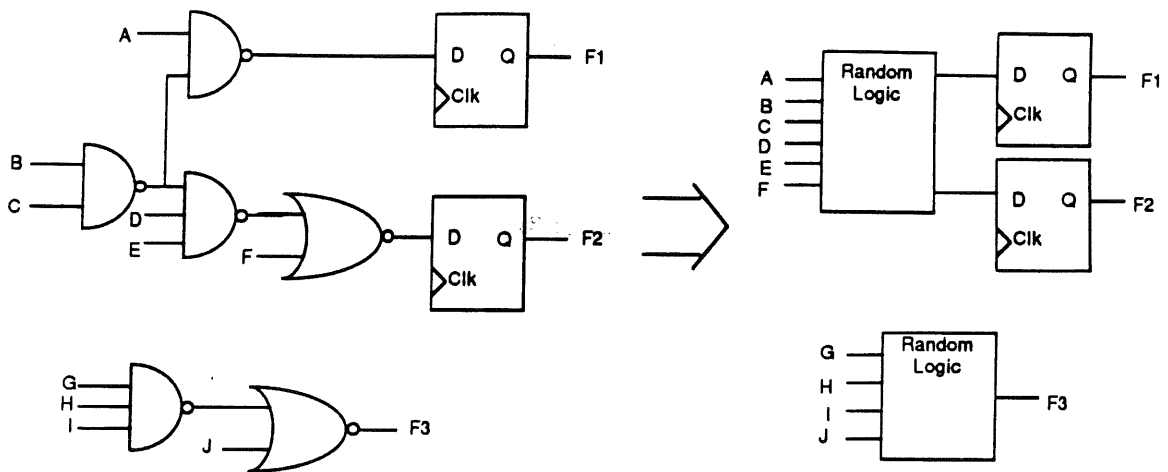 A
D Q
F1
Clk
B
C
D
E
F
D Q
F2
Clk
G
H
I
J
F3
A
B
C
D
E
F
Random
Logic
D Q
F1
Clk
D Q
F2
Clk
G
H
I
J
Random
Logic
F3